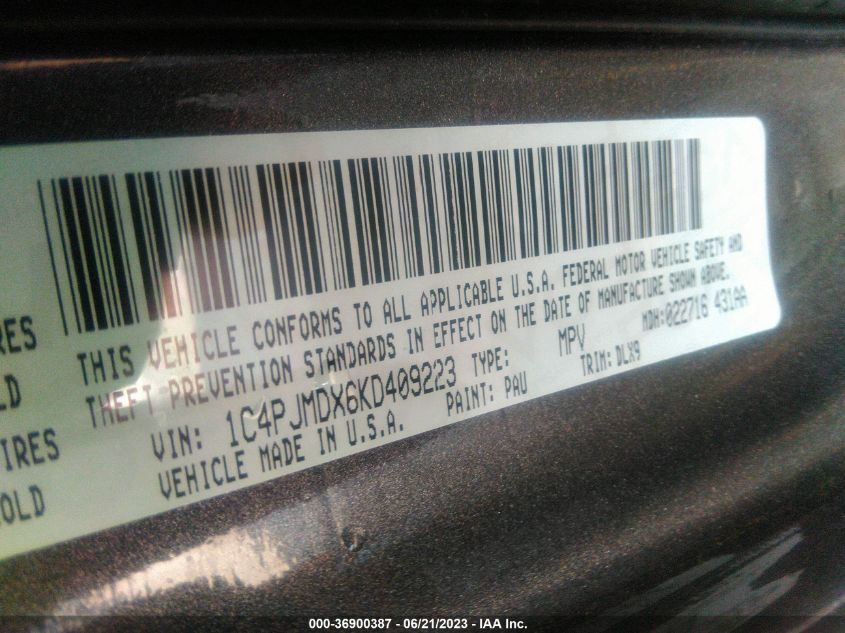 RES
LD
IRES
OLD
THIS VEHICLE CONFORMS TO ALL APPLICABLE U.S.A. FEDERAL MOTOR VEHICLE SAFETY AND
THEFT PREVENTION STANDARDS IN EFFECT ON THE DATE OF MANUFACTURE SHOWN ABOVE.
VIN: 1C4PJMDX6KD409223 TYPE: MPV MDH:022716 431AA
VEHICLE MADE IN U.S.A. PAINT: PAU TRIM: DLX9
000-36900387 - 06/21/2023 - IAA Inc.